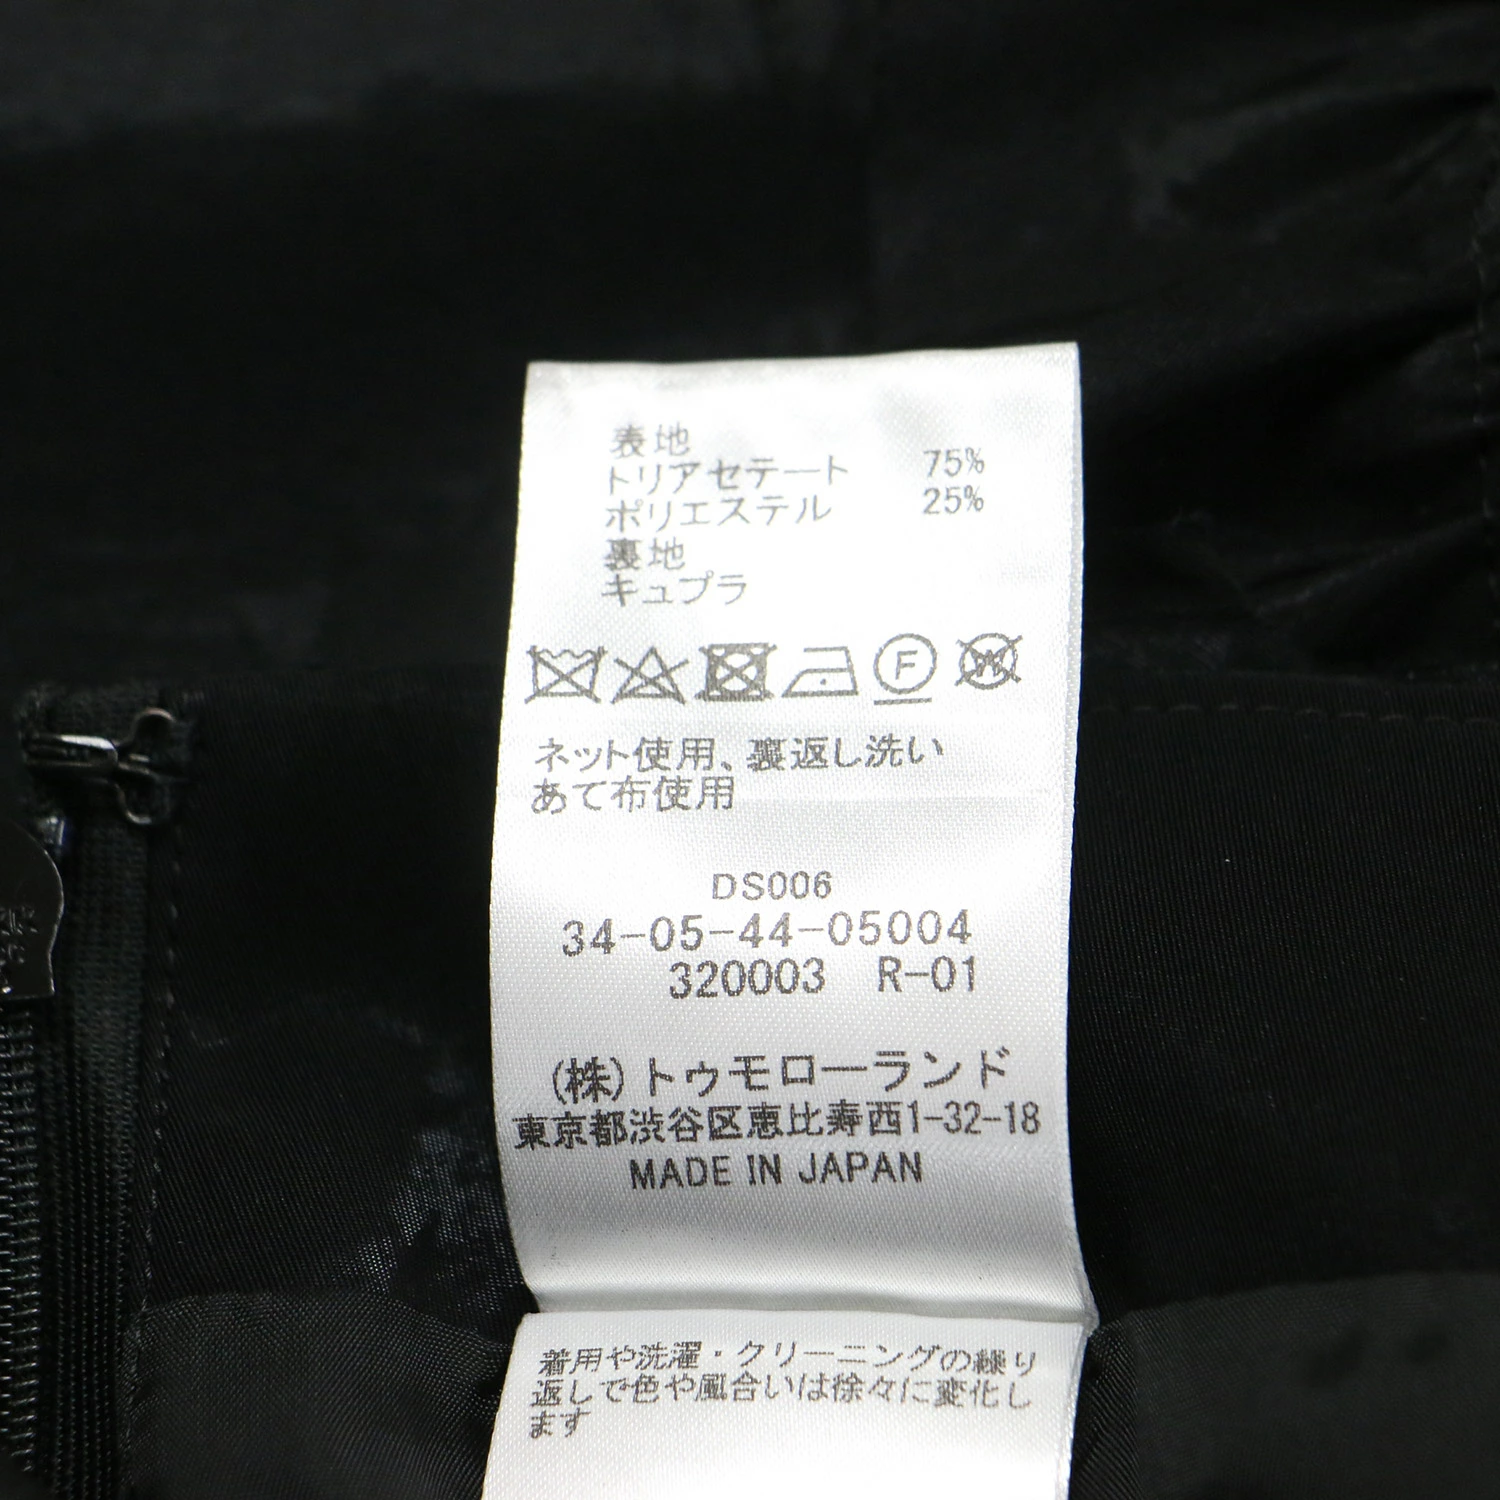 表地
トリアセテート 75%
ポリエステル 25%
裏地
キュプラ
F W
ネット使用、裏返し洗い
あて布使用
DS006
34-05-44-05004
320003 R-01
(株)トゥモローランド
東京都渋谷区恵比寿西1-32-18
MADE IN JAPAN
着用や洗濯・クリーニングの繰り
返しで色や風合いは徐々に変化し
ます